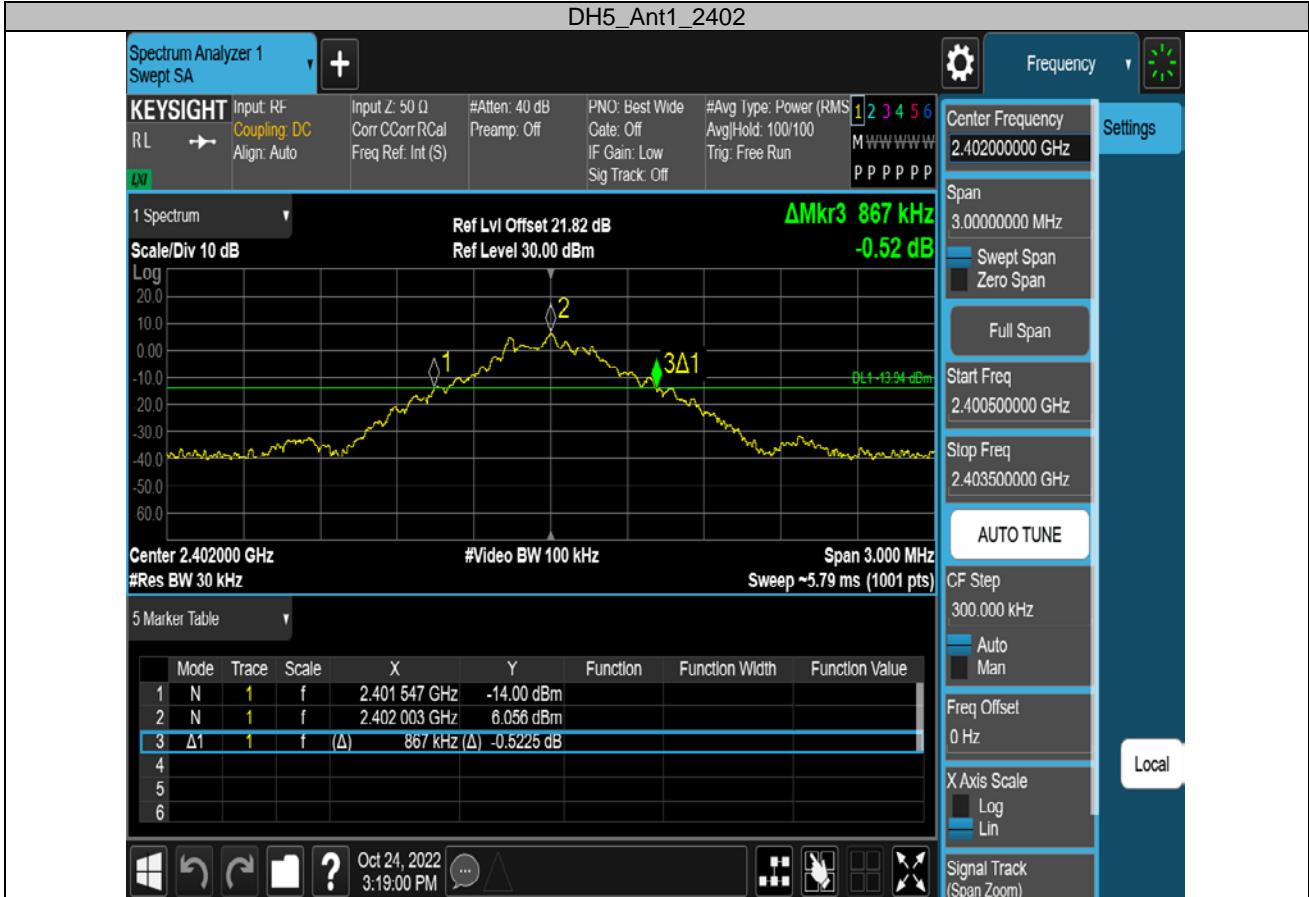 DH5_Ant1_2402
Spectrum Analyzer 1
Swept SA
+
Frequency
KEYSIGHT
RL
LXI
Input: RF
Coupling: DC
Align: Auto
Input Z: 50 Ω
Corr CCorr RCal
Freq Ref: Int (S)
#Atten: 40 dB
Preamp: Off
PNO: Best Wide
Gate: Off
IF Gain: Low
Sig Track: Off
#Avg Type: Power (RMS
Avg|Hold: 100/100
Trig: Free Run
1 2 3 4 5 6
M W W W W W
P P P P P P
1 Spectrum
Scale/Div 10 dB
Ref Lvl Offset 21.82 dB
Ref Level 30.00 dBm
ΔMkr3 867 kHz
-0.52 dB
Log
20.0
10.0
0.00
-10.0
-20.0
-30.0
-40.0
-50.0
-60.0
1
2
3Δ1
DL1 -13.94 dBm
Center 2.402000 GHz
#Video BW 100 kHz
Span 3.000 MHz
#Res BW 30 kHz
Sweep ~5.79 ms (1001 pts)
5 Marker Table
Mode Trace Scale X Y Function Function Width Function Value
1 N 1 f 2.401 547 GHz -14.00 dBm
2 N 1 f 2.402 003 GHz 6.056 dBm
3 Δ1 1 f (Δ) 867 kHz (Δ) -0.5225 dB
4
5
6
?
Oct 24, 2022
3:19:00 PM
Center Frequency
2.402000000 GHz
Settings
Span
3.00000000 MHz
Swept Span
Zero Span
Full Span
Start Freq
2.400500000 GHz
Stop Freq
2.403500000 GHz
AUTO TUNE
CF Step
300.000 kHz
Auto
Man
Freq Offset
0 Hz
X Axis Scale
Log
Lin
Local
Signal Track
(Span Zoom)